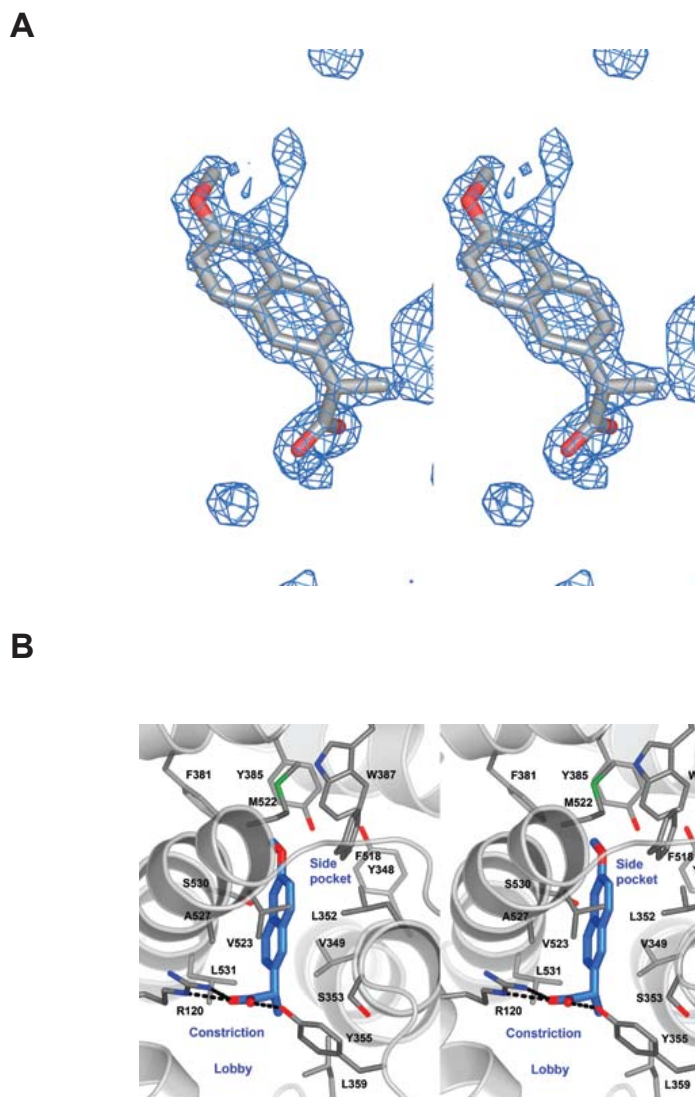 A
B
F381 Y385 W387
M522
F518
Side
pocket
Y348
S530
A527
L352
V523
V349
L531
S353
R120
Y355
Constriction
Lobby
L359
F381 Y385 W
M522
F518
Side
pocket
Y348
S530
A527
L352
V523
V349
L531
S353
R120
Y355
Constriction
Lobby
L359